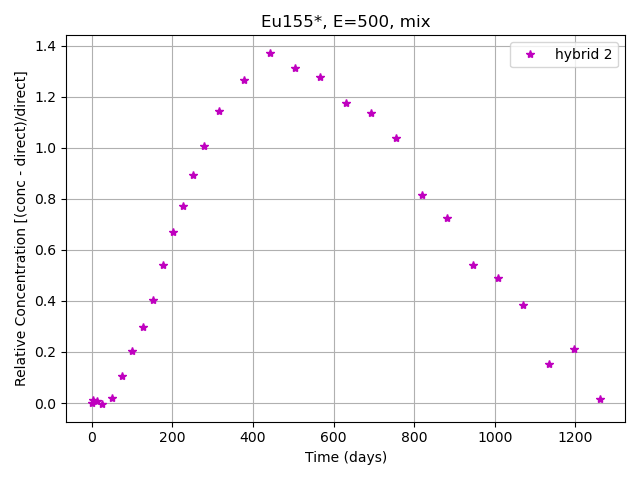 Eu155*, E=500, mix
hybrid 2
Relative Concentration [(conc - direct)/direct]
1.4
1.2
1.0
0.8
0.6
0.4
0.2
0.0
0 200 400 600 800 1000 1200
Time (days)